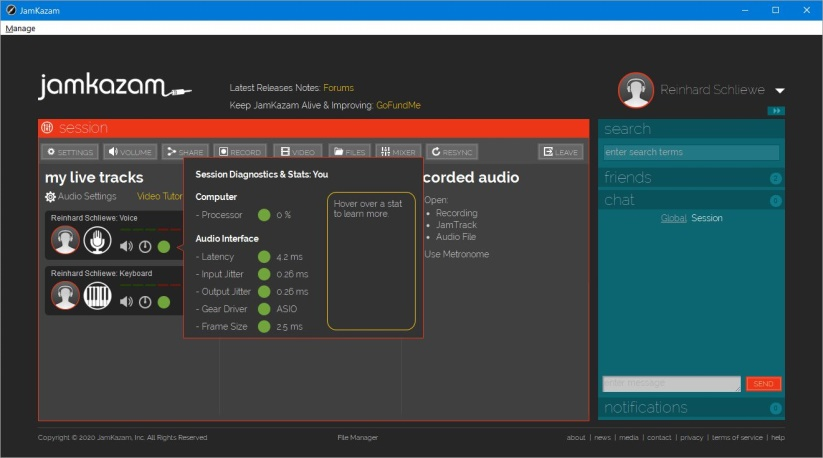 JamKazam
Manage
jamkazam
Latest Releases Notes: Forums
Keep JamKazam Alive & Improving: GoFundMe
Reinhard Schliewe
session
SETTINGS VOLUME SHARE RECORD VIDEO FILES MIXER RESYNC LEAVE
my live tracks
Audio Settings Video Tutor
Reinhard Schliewe: Voice
Reinhard Schliewe: Keyboard
Session Diagnostics & Stats: You
Computer
- Processor 0 %
Audio Interface
- Latency 4.2 ms
- Input Jitter 0.26 ms
- Output Jitter 0.26 ms
- Gear Driver ASIO
- Frame Size 2.5 ms
Hover over a stat
to learn more.
corded audio
Open:
• Recording
• JamTrack
• Audio File
Use Metronome
search
enter search terms
friends
chat
Global Session
enter message
SEND
notifications
Copyright © 2020 JamKazam, Inc. All Rights Reserved
File Manager
about | news | media | contact | privacy | terms of service | help